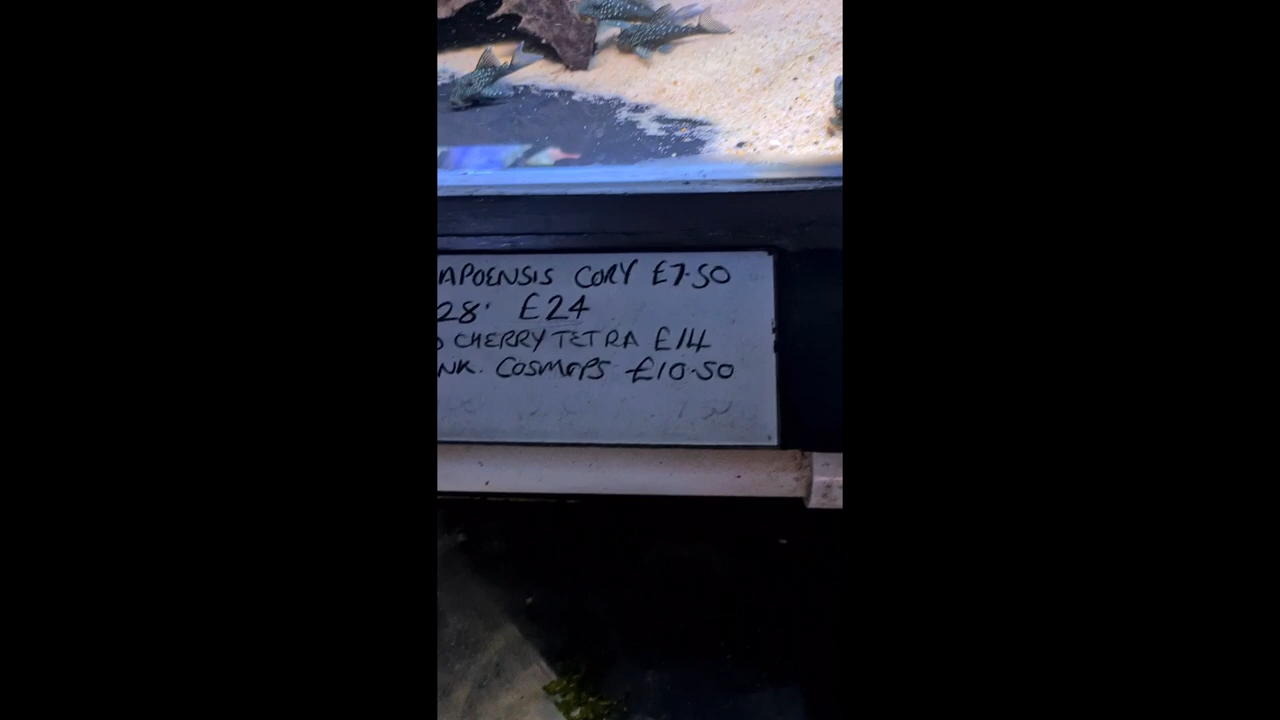 APOENSIS CORY £7.50
28' £24
CHERRY TETRA £14
NK. COSMOPS £10.50